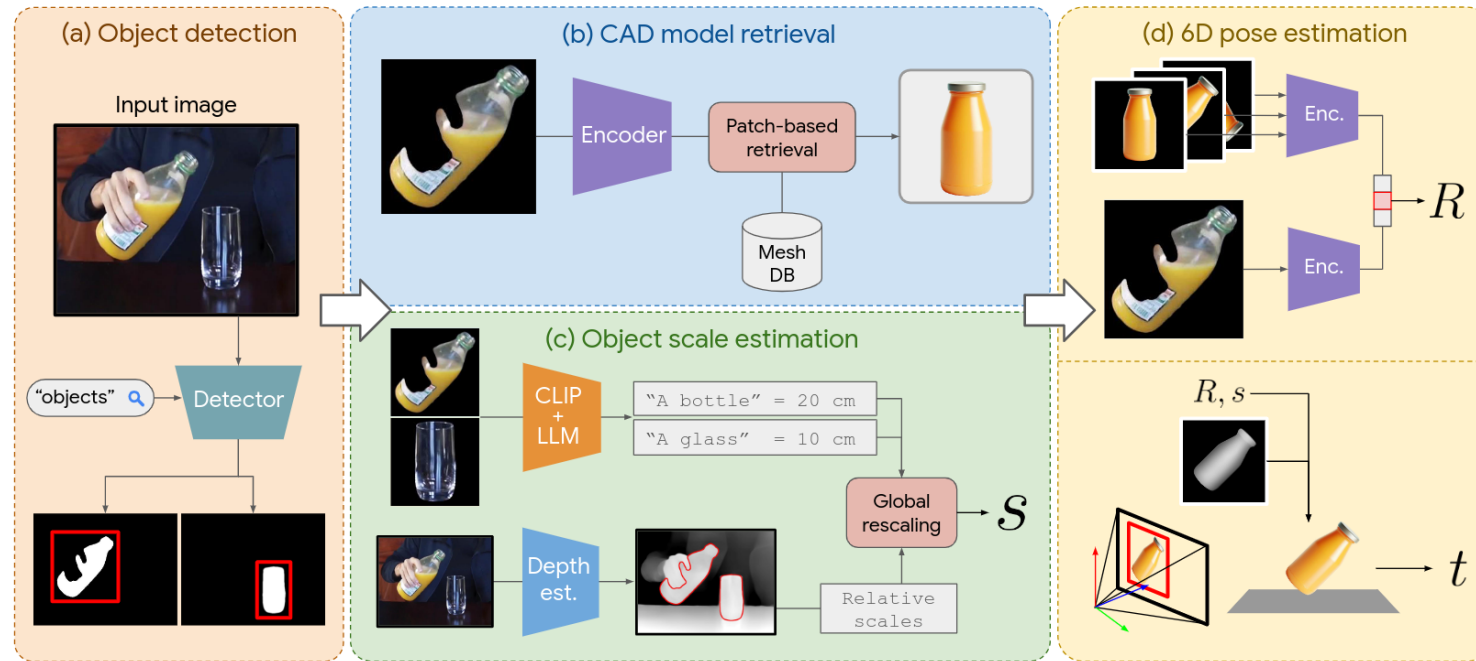 (a) Object detection
Input image
“objects”
Detector
(b) CAD model retrieval
Encoder
Patch-based
retrieval
Mesh
DB
(c) Object scale estimation
CLIP
+
LLM
“A bottle” = 20 cm
“A glass” = 10 cm
Global
rescaling
s
Depth
est.
Relative
scales
(d) 6D pose estimation
Enc.
R
Enc.
R, s
t